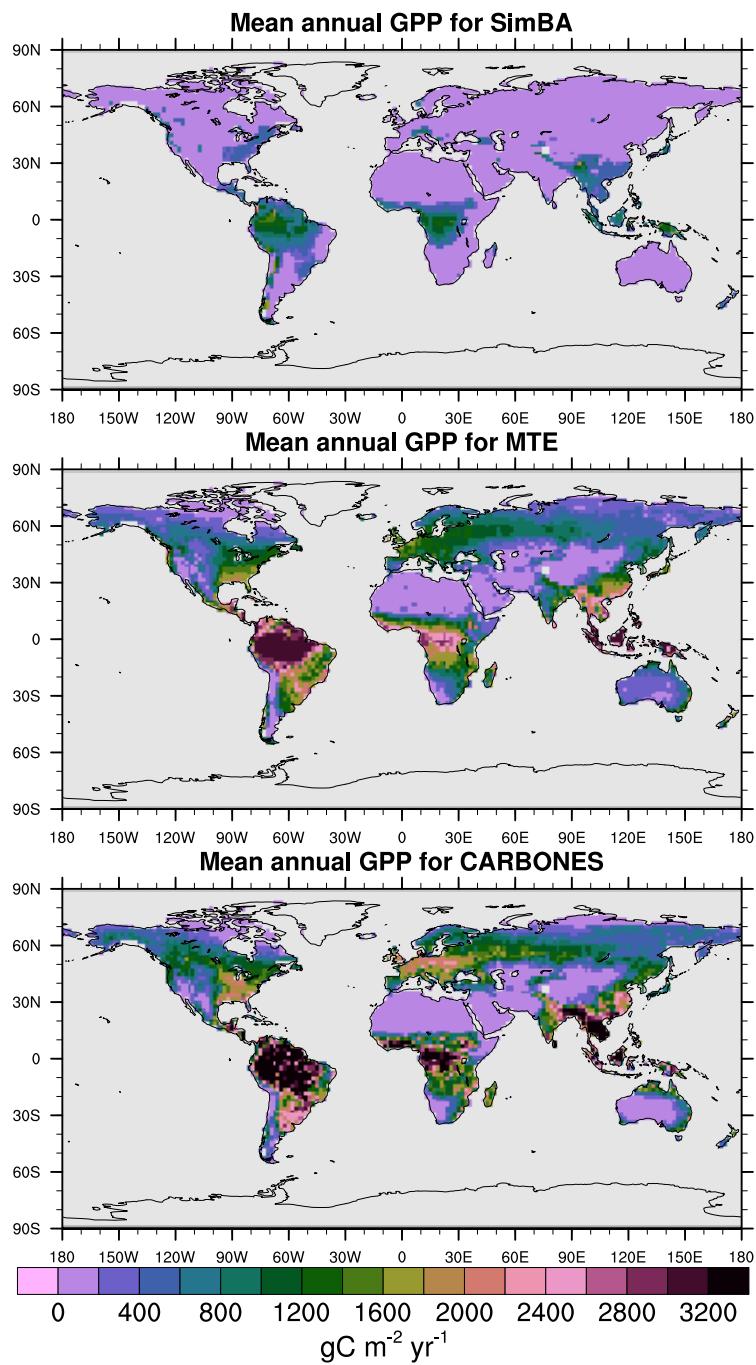 Mean annual GPP for SimBA
90N
60N
30N
0
30S
60S
90S
180 150W 120W 90W 60W 30W 0 30E 60E 90E 120E 150E 180
Mean annual GPP for MTE
90N
60N
30N
0
30S
60S
90S
180 150W 120W 90W 60W 30W 0 30E 60E 90E 120E 150E 180
Mean annual GPP for CARBONES
90N
60N
30N
0
30S
60S
90S
180 150W 120W 90W 60W 30W 0 30E 60E 90E 120E 150E 180
0 400 800 1200 1600 2000 2400 2800 3200
gC m⁻² yr⁻¹